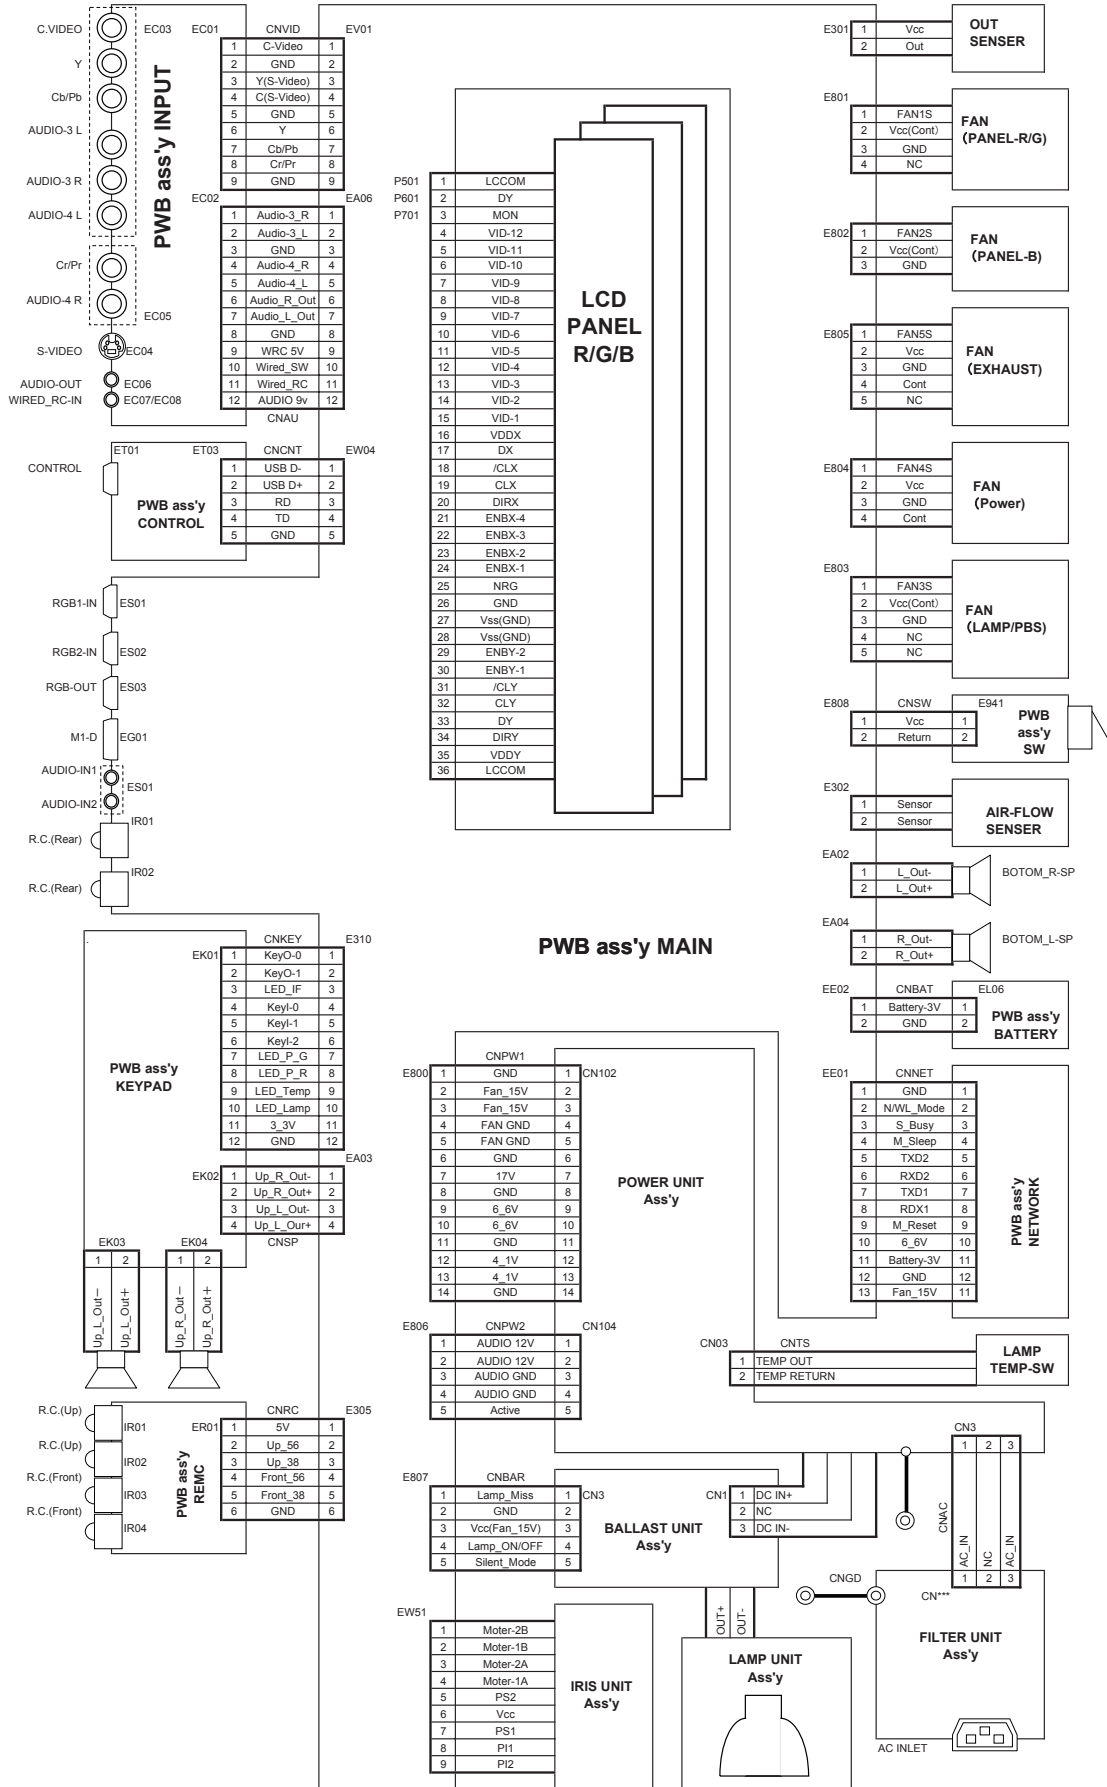 C.VIDEO
Y
Cb/Pb
AUDIO-3 L
AUDIO-3 R
AUDIO-4 L
Cr/Pr
AUDIO-4 R
S-VIDEO
AUDIO-OUT
WIRED_RC-IN
EC03
EC05
EC04
EC06
EC07/EC08
PWB ass'y INPUT
EC01 CNVID EV01
1 C-Video 1
2 GND 2
3 Y(S-Video) 3
4 C(S-Video) 4
5 GND 5
6 Y 6
7 Cb/Pb 7
8 Cr/Pr 8
9 GND 9
EC02 EA06
1 Audio-3_R 1
2 Audio-3_L 2
3 GND 3
4 Audio-4_R 4
5 Audio-4_L 5
6 Audio_R_Out 6
7 Audio_L_Out 7
8 GND 8
9 WRC 5V 9
10 Wired_SW 10
11 Wired_RC 11
12 AUDIO 9v 12
CNAU
CONTROL
ET01
PWB ass'y
CONTROL
ET03 CNCNT EW04
1 USB D- 1
2 USB D+ 2
3 RD 3
4 TD 4
5 GND 5
RGB1-IN ES01
RGB2-IN ES02
RGB-OUT ES03
M1-D EG01
AUDIO-IN1
ES01
AUDIO-IN2
R.C.(Rear) IR01
R.C.(Rear) IR02
PWB ass'y
KEYPAD
CNKEY E310
EK01
1 KeyO-0 1
2 KeyO-1 2
3 LED_IF 3
4 KeyI-0 4
5 KeyI-1 5
6 KeyI-2 6
7 LED_P_G 7
8 LED_P_R 8
9 LED_Temp 9
10 LED_Lamp 10
11 3_3V 11
12 GND 12
EA03
EK02
1 Up_R_Out- 1
2 Up_R_Out+ 2
3 Up_L_Out- 3
4 Up_L_Our+ 4
CNSP
EK03
1 2
Up_L_Out－
Up_L_Out＋
EK04
1 2
Up_R_Out－
Up_R_Out＋
R.C.(Up) IR01
R.C.(Up) IR02
R.C.(Front) IR03
R.C.(Front) IR04
PWB ass'y
REMC
CNRC E305
ER01
1 5V 1
2 Up_56 2
3 Up_38 3
4 Front_56 4
5 Front_38 5
6 GND 6
P501
P601
P701
1 LCCOM
2 DY
3 MON
4 VID-12
5 VID-11
6 VID-10
7 VID-9
8 VID-8
9 VID-7
10 VID-6
11 VID-5
12 VID-4
13 VID-3
14 VID-2
15 VID-1
16 VDDX
17 DX
18 /CLX
19 CLX
20 DIRX
21 ENBX-4
22 ENBX-3
23 ENBX-2
24 ENBX-1
25 NRG
26 GND
27 Vss(GND)
28 Vss(GND)
29 ENBY-2
30 ENBY-1
31 /CLY
32 CLY
33 DY
34 DIRY
35 VDDY
36 LCCOM
LCD
PANEL
R/G/B
PWB ass'y MAIN
CNPW1
E800 CN102
1 GND 1
2 Fan_15V 2
3 Fan_15V 3
4 FAN GND 4
5 FAN GND 5
6 GND 6
7 17V 7
8 GND 8
9 6_6V 9
10 6_6V 10
11 GND 11
12 4_1V 12
13 4_1V 13
14 GND 14
POWER UNIT
Ass'y
E806 CNPW2 CN104
1 AUDIO 12V 1
2 AUDIO 12V 2
3 AUDIO GND 3
4 AUDIO GND 4
5 Active 5
E807 CNBAR
CN3
1 Lamp_Miss 1
2 GND 2
3 Vcc(Fan_15V) 3
4 Lamp_ON/OFF 4
5 Silent_Mode 5
BALLAST UNIT
Ass'y
CN1
1 DC IN+
2 NC
3 DC IN-
EW51
1 Moter-2B
2 Moter-1B
3 Moter-2A
4 Moter-1A
5 PS2
6 Vcc
7 PS1
8 PI1
9 PI2
IRIS UNIT
Ass'y
OUT+
OUT-
LAMP UNIT
Ass'y
E301
1 Vcc
2 Out
OUT
SENSER
E801
1 FAN1S
2 Vcc(Cont)
3 GND
4 NC
FAN
(PANEL-R/G)
E802
1 FAN2S
2 Vcc(Cont)
3 GND
FAN
(PANEL-B)
E805
1 FAN5S
2 Vcc
3 GND
4 Cont
5 NC
FAN
(EXHAUST)
E804
1 FAN4S
2 Vcc
3 GND
4 Cont
FAN
(Power)
E803
1 FAN3S
2 Vcc(Cont)
3 GND
4 NC
5 NC
FAN
(LAMP/PBS)
E808 CNSW E941
1 Vcc 1
2 Return 2
PWB
ass'y
SW
E302
1 Sensor
2 Sensor
AIR-FLOW
SENSER
EA02
1 L_Out-
2 L_Out+
BOTOM_R-SP
EA04
1 R_Out-
2 R_Out+
BOTOM_L-SP
EE02 CNBAT EL06
1 Battery-3V 1
2 GND 2
PWB ass'y
BATTERY
EE01 CNNET
1 GND 1
2 N/WL_Mode 2
3 S_Busy 3
4 M_Sleep 4
5 TXD2 5
6 RXD2 6
7 TXD1 7
8 RDX1 8
9 M_Reset 9
10 6_6V 10
11 Battery-3V 11
12 GND 12
13 Fan_15V 11
PWB ass'y
NETWORK
CN03 CNTS
1 TEMP OUT
2 TEMP RETURN
LAMP
TEMP-SW
CN3
1 2 3
CNAC
AC_IN
NC
AC_IN
1 2 3
CN***
CNGD
FILTER UNIT
Ass'y
AC INLET